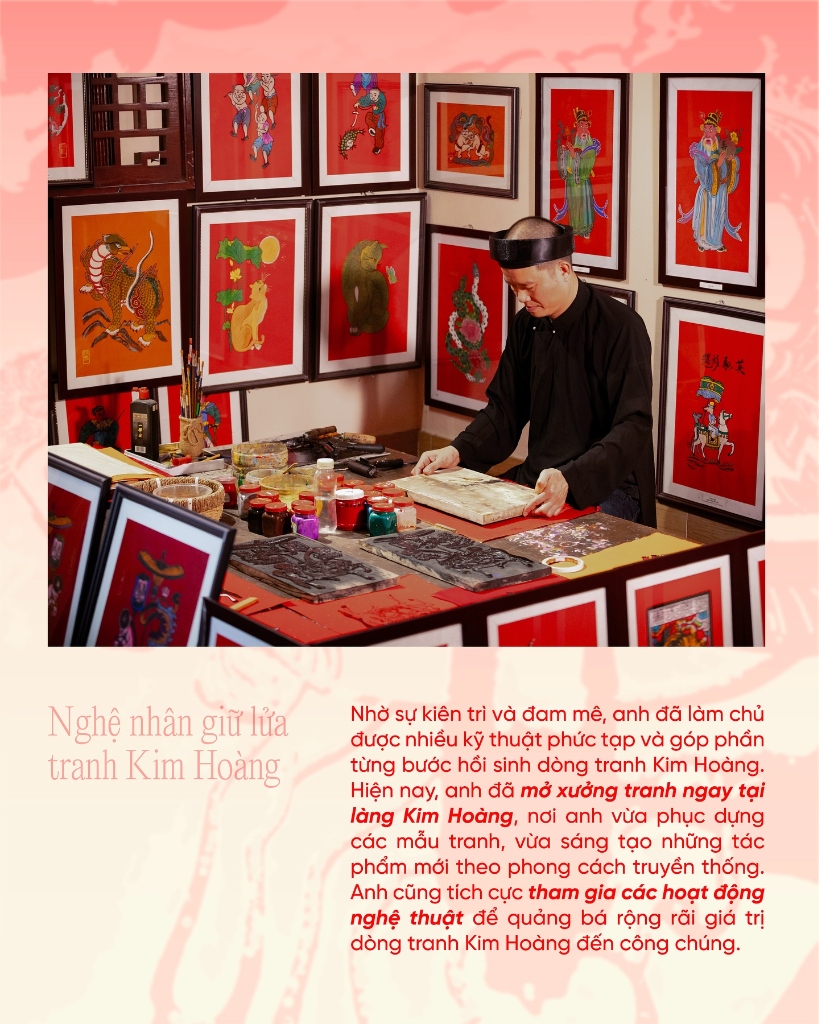 Nghệ nhân giữ lửa
tranh Kim Hoàng
Nhờ sự kiên trì và đam mê, anh đã làm chủ
được nhiều kỹ thuật phức tạp và góp phần
từng bước hồi sinh dòng tranh Kim Hoàng.
Hiện nay, anh đã mở xưởng tranh ngay tại
làng Kim Hoàng, nơi anh vừa phục dựng
các mẫu tranh, vừa sáng tạo những tác
phẩm mới theo phong cách truyền thống.
Anh cũng tích cực tham gia các hoạt động
nghệ thuật để quảng bá rộng rãi giá trị
dòng tranh Kim Hoàng đến công chúng.